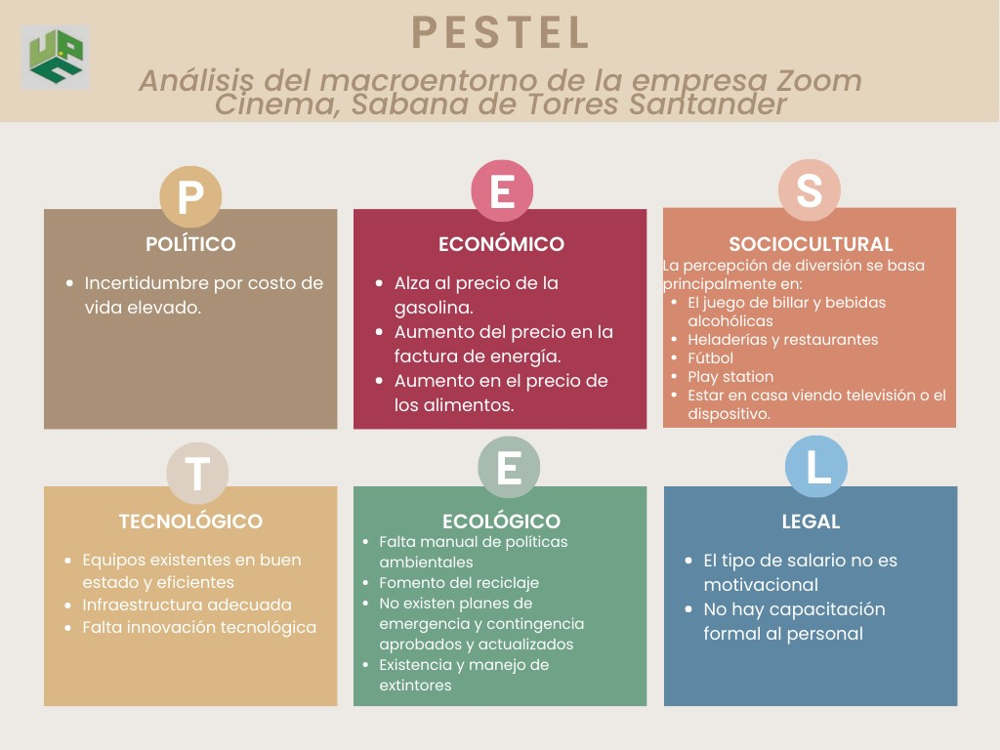 PESTEL
Análisis del macroentorno de la empresa Zoom
Cinema, Sabana de Torres Santander
P
POLÍTICO
Incertidumbre por costo de
vida elevado.
E
ECONÓMICO
Alza al precio de la
gasolina.
Aumento del precio en la
factura de energía.
Aumento en el precio de
los alimentos.
S
SOCIOCULTURAL
La percepción de diversión se basa
principalmente en:
El juego de billar y bebidas
alcohólicas
Heladerías y restaurantes
Fútbol
Play station
Estar en casa viendo televisión o el
dispositivo.
T
TECNOLÓGICO
Equipos existentes en buen
estado y eficientes
Infraestructura adecuada
Falta innovación tecnológica
E
ECOLÓGICO
Falta manual de políticas
ambientales
Fomento del reciclaje
No existen planes de
emergencia y contingencia
aprobados y actualizados
Existencia y manejo de
extintores
L
LEGAL
El tipo de salario no es
motivacional
No hay capacitación
formal al personal